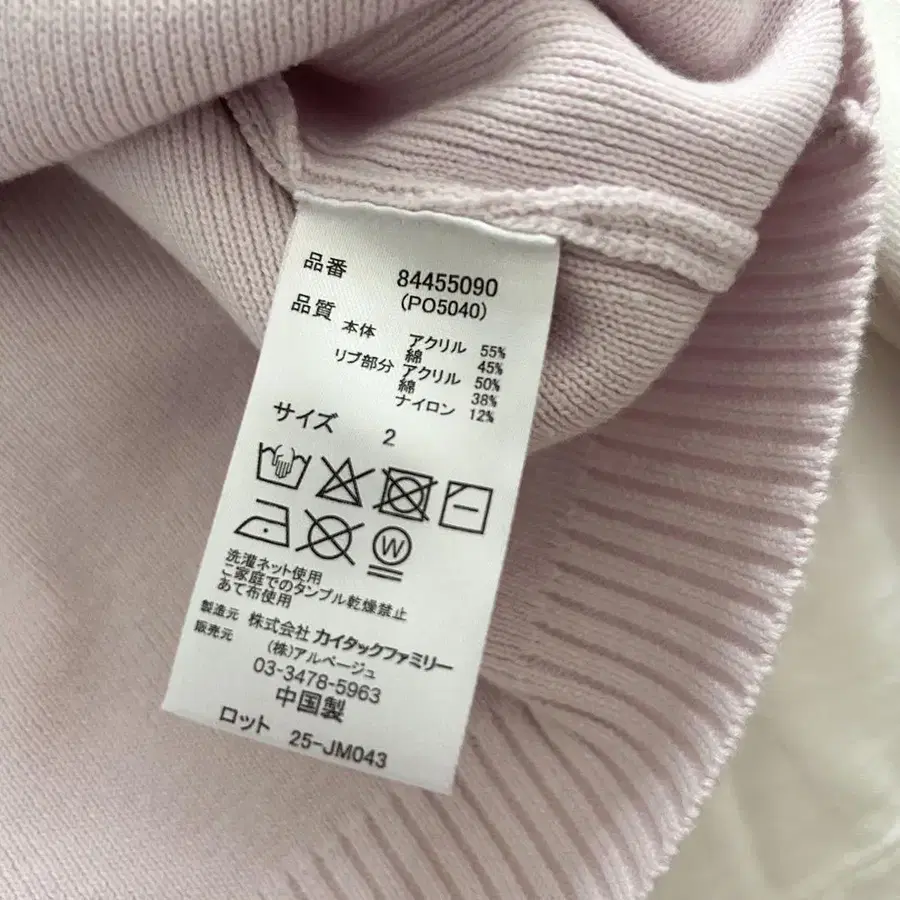 品番 84455090
(PO5040)
品質 本体 アクリル 55%
綿 45%
リブ部分 アクリル 50%
綿 38%
ナイロン 12%
サイズ 2
W
洗濯ネット使用
ご家庭でのタンブル乾燥禁止
あて布使用
製造元 株式会社 カイタックファミリー
販売元 (株)アルページュ
03-3478-5963
中国製
ロット 25-JM043